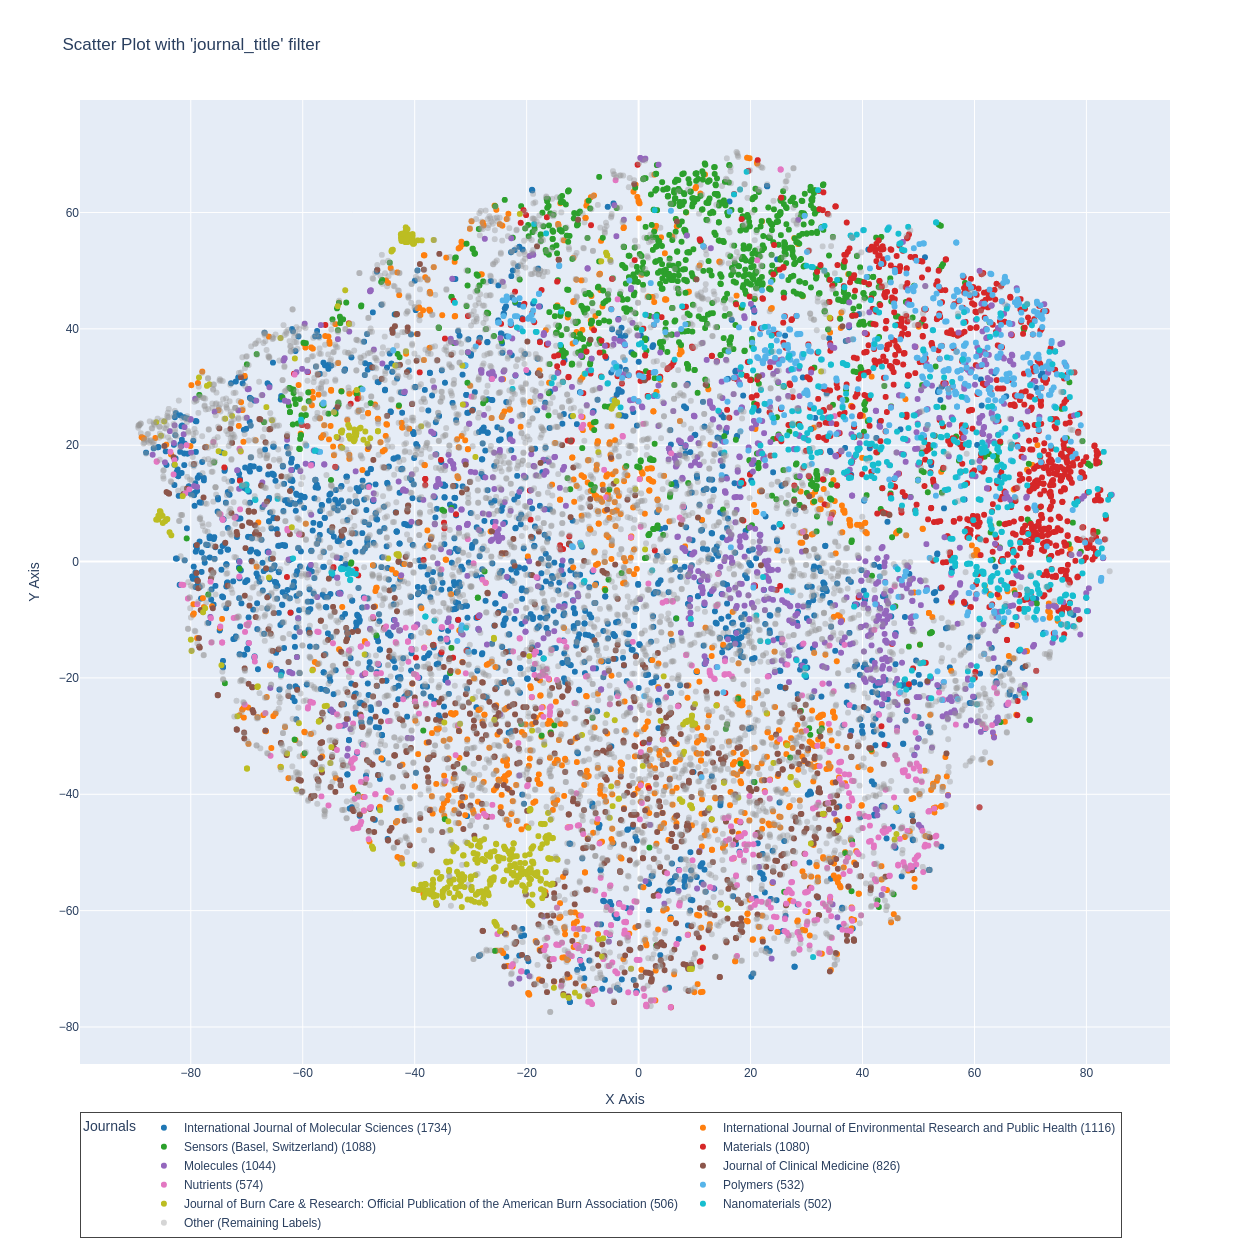 Scatter Plot with 'journal_title' filter
Y Axis
60
40
20
0
−20
−40
−60
−80
−80 −60 −40 −20 0 20 40 60 80
X Axis
Journals
International Journal of Molecular Sciences (1734)
International Journal of Environmental Research and Public Health (1116)
Sensors (Basel, Switzerland) (1088)
Materials (1080)
Molecules (1044)
Journal of Clinical Medicine (826)
Nutrients (574)
Polymers (532)
Journal of Burn Care & Research: Official Publication of the American Burn Association (506)
Nanomaterials (502)
Other (Remaining Labels)